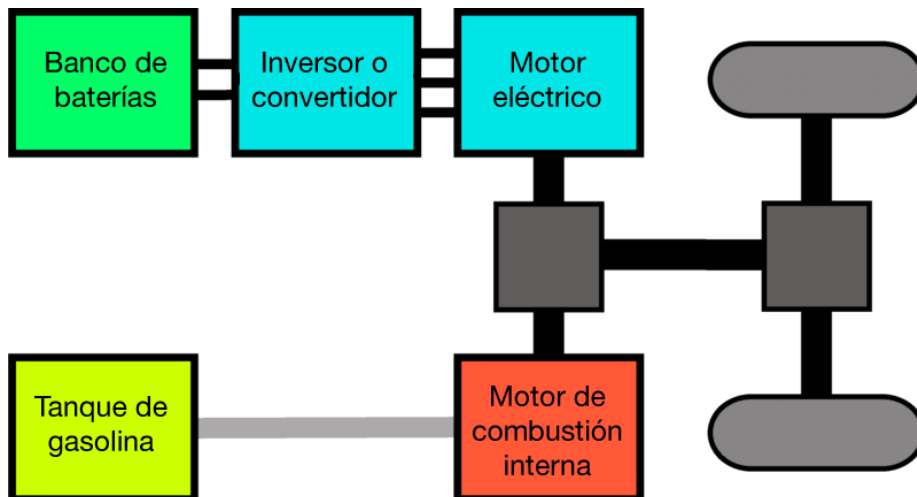 Banco de
baterías
Inversor o
convertidor
Motor
eléctrico
Tanque de
gasolina
Motor de
combustión
interna